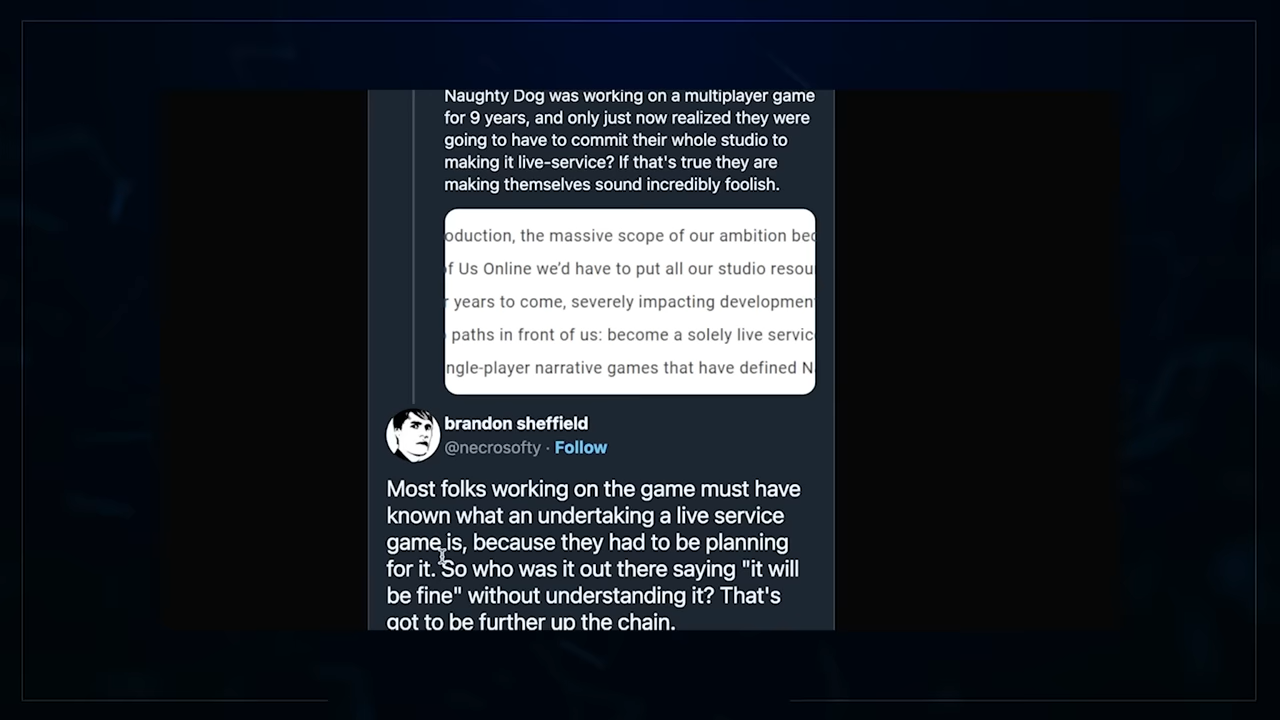 Naughty Dog was working on a multiplayer game
for 9 years, and only just now realized they were
going to have to commit their whole studio to
making it live-service? If that's true they are
making themselves sound incredibly foolish.
oduction, the massive scope of our ambition bec
f Us Online we'd have to put all our studio resou
r years to come, severely impacting development
paths in front of us: become a solely live servic
ngle-player narrative games that have defined N
brandon sheffield
@necrosofty · Follow
Most folks working on the game must have
known what an undertaking a live service
game is, because they had to be planning
for it. So who was it out there saying "it will
be fine" without understanding it? That's
got to be further up the chain.